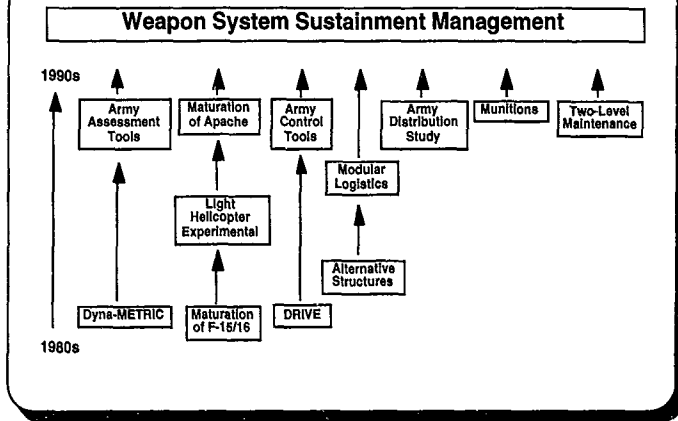 Weapon System Sustainment Management
1990s
Army
Assessment
Tools
Maturation
of Apache
Army
Control
Tools
Army
Distribution
Study
Munitions
Two-Level
Maintenance
Modular
Logistics
Light
Helicopter
Experimental
Alternative
Structures
Dyna-METRIC
Maturation
of F-15/16
DRIVE
1980s